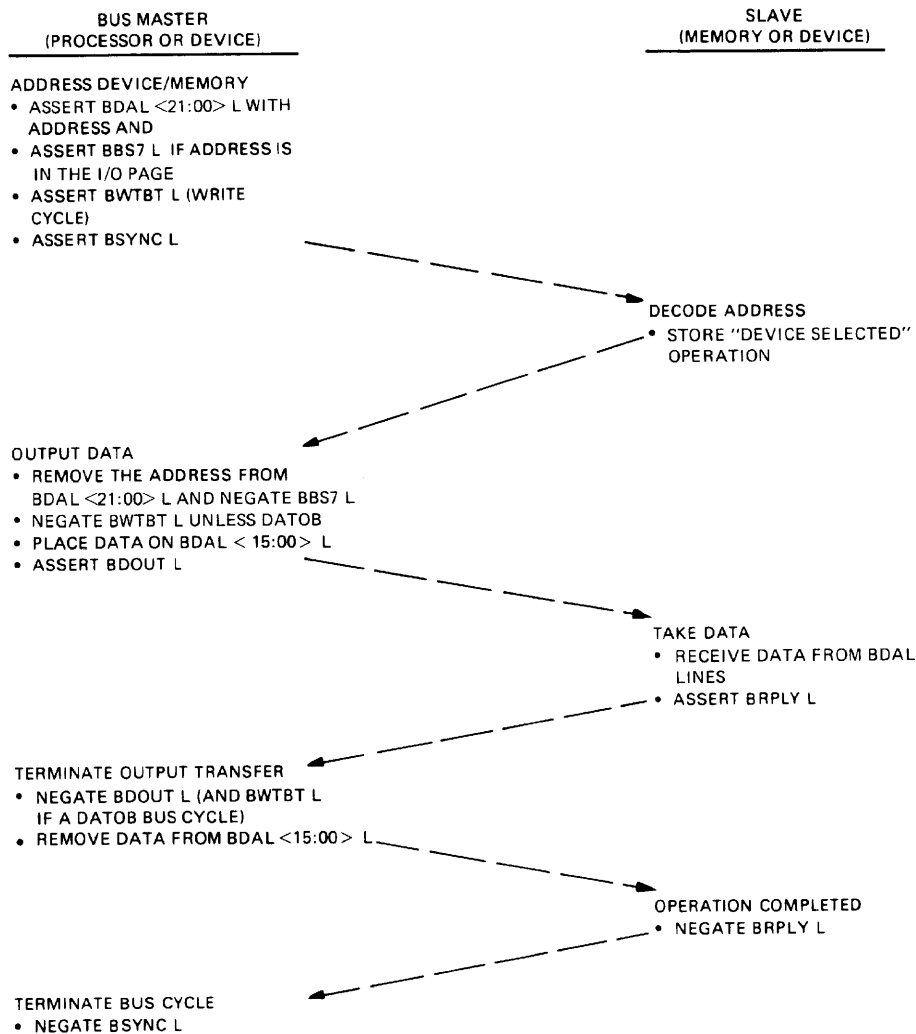 BUS MASTER
(PROCESSOR OR DEVICE)
SLAVE
(MEMORY OR DEVICE)
ADDRESS DEVICE/MEMORY
• ASSERT BDAL <21:00> L WITH
ADDRESS AND
• ASSERT BBS7 L IF ADDRESS IS
IN THE I/O PAGE
• ASSERT BWTBT L (WRITE
CYCLE)
• ASSERT BSYNC L
DECODE ADDRESS
• STORE "DEVICE SELECTED"
OPERATION
OUTPUT DATA
• REMOVE THE ADDRESS FROM
BDAL <21:00> L AND NEGATE BBS7 L
• NEGATE BWTBT L UNLESS DATOB
• PLACE DATA ON BDAL < 15:00> L
• ASSERT BDOUT L
TAKE DATA
• RECEIVE DATA FROM BDAL
LINES
• ASSERT BRPLY L
TERMINATE OUTPUT TRANSFER
• NEGATE BDOUT L (AND BWTBT L
IF A DATOB BUS CYCLE)
• REMOVE DATA FROM BDAL <15:00> L
OPERATION COMPLETED
• NEGATE BRPLY L
TERMINATE BUS CYCLE
• NEGATE BSYNC L